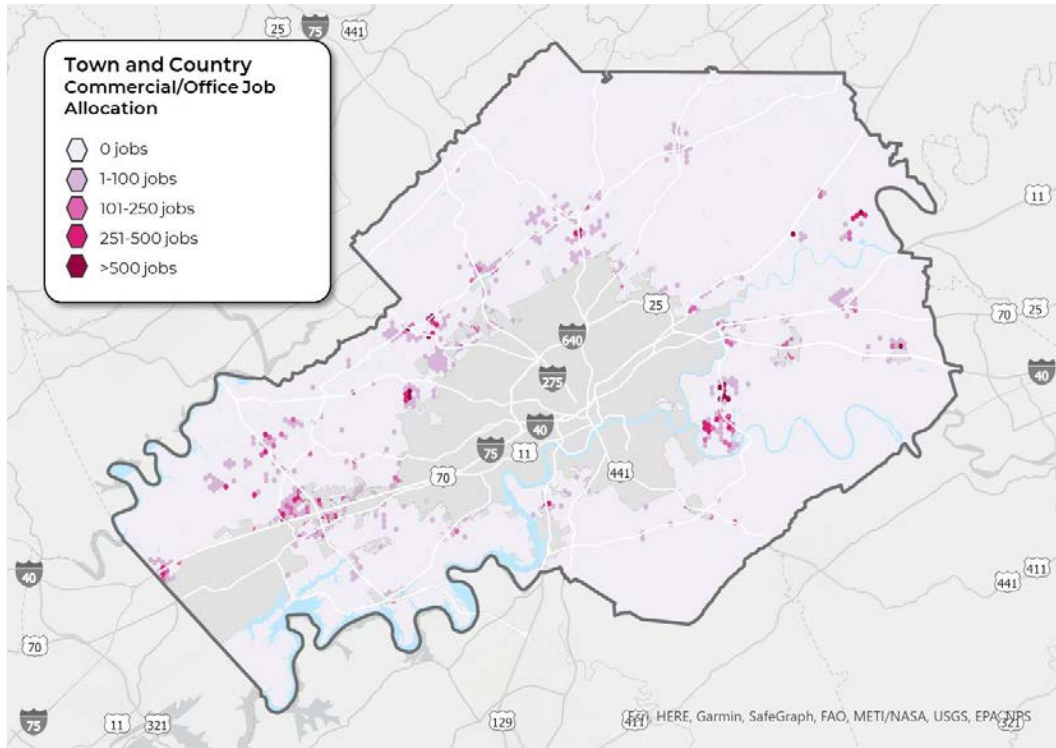 25
75
441
Town and Country
Commercial/Office Job
Allocation
0 jobs
1-100 jobs
101-250 jobs
251-500 jobs
>500 jobs
11
25
70
25
640
40
275
40
75
11
70
441
40
411
441
70
75
11
321
129
411
321
Esri, HERE, Garmin, SafeGraph, FAO, METI/NASA, USGS, EPA, NPS